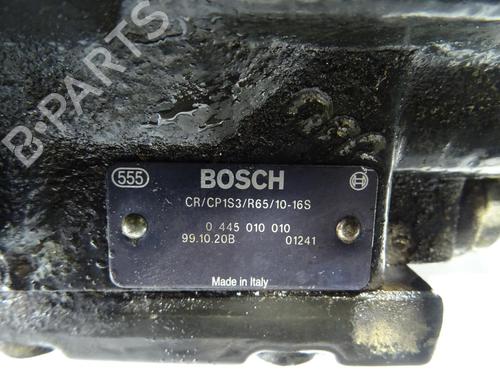 B-PARTS
555 BOSCH
CR/CP1S3/R65/10-16S
0 445 010 010
99.10.20B 01241
Made in Italy